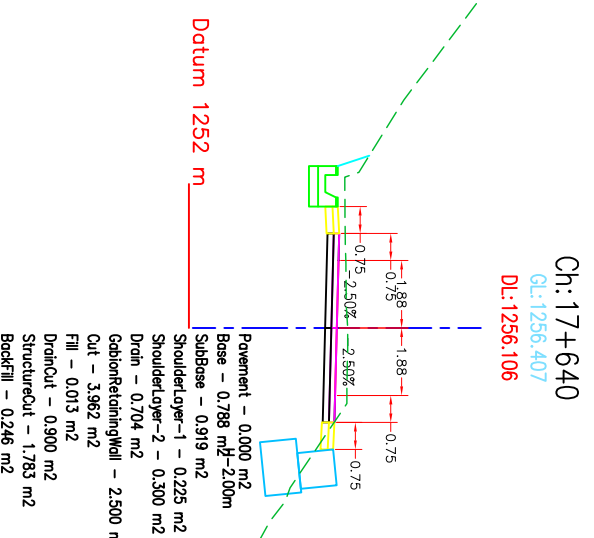 Ch:17+640
GL:1256.407
DL:1256.106
Datum 1252 m
0.75
0.75
1.88
1.88
0.75
0.75
-2.50%
-2.50%
H-2.00m
Pavement - 0.000 m2
Base - 0.788 m2
SubBase - 0.919 m2
ShoulderLayer-1 - 0.225 m2
ShoulderLayer-2 - 0.300 m2
Drain - 0.704 m2
GabionRetainingWall - 2.500 m
Cut - 3.962 m2
Fill - 0.013 m2
DrainCut - 0.900 m2
StructureCut - 1.783 m2
BackFill - 0.246 m2